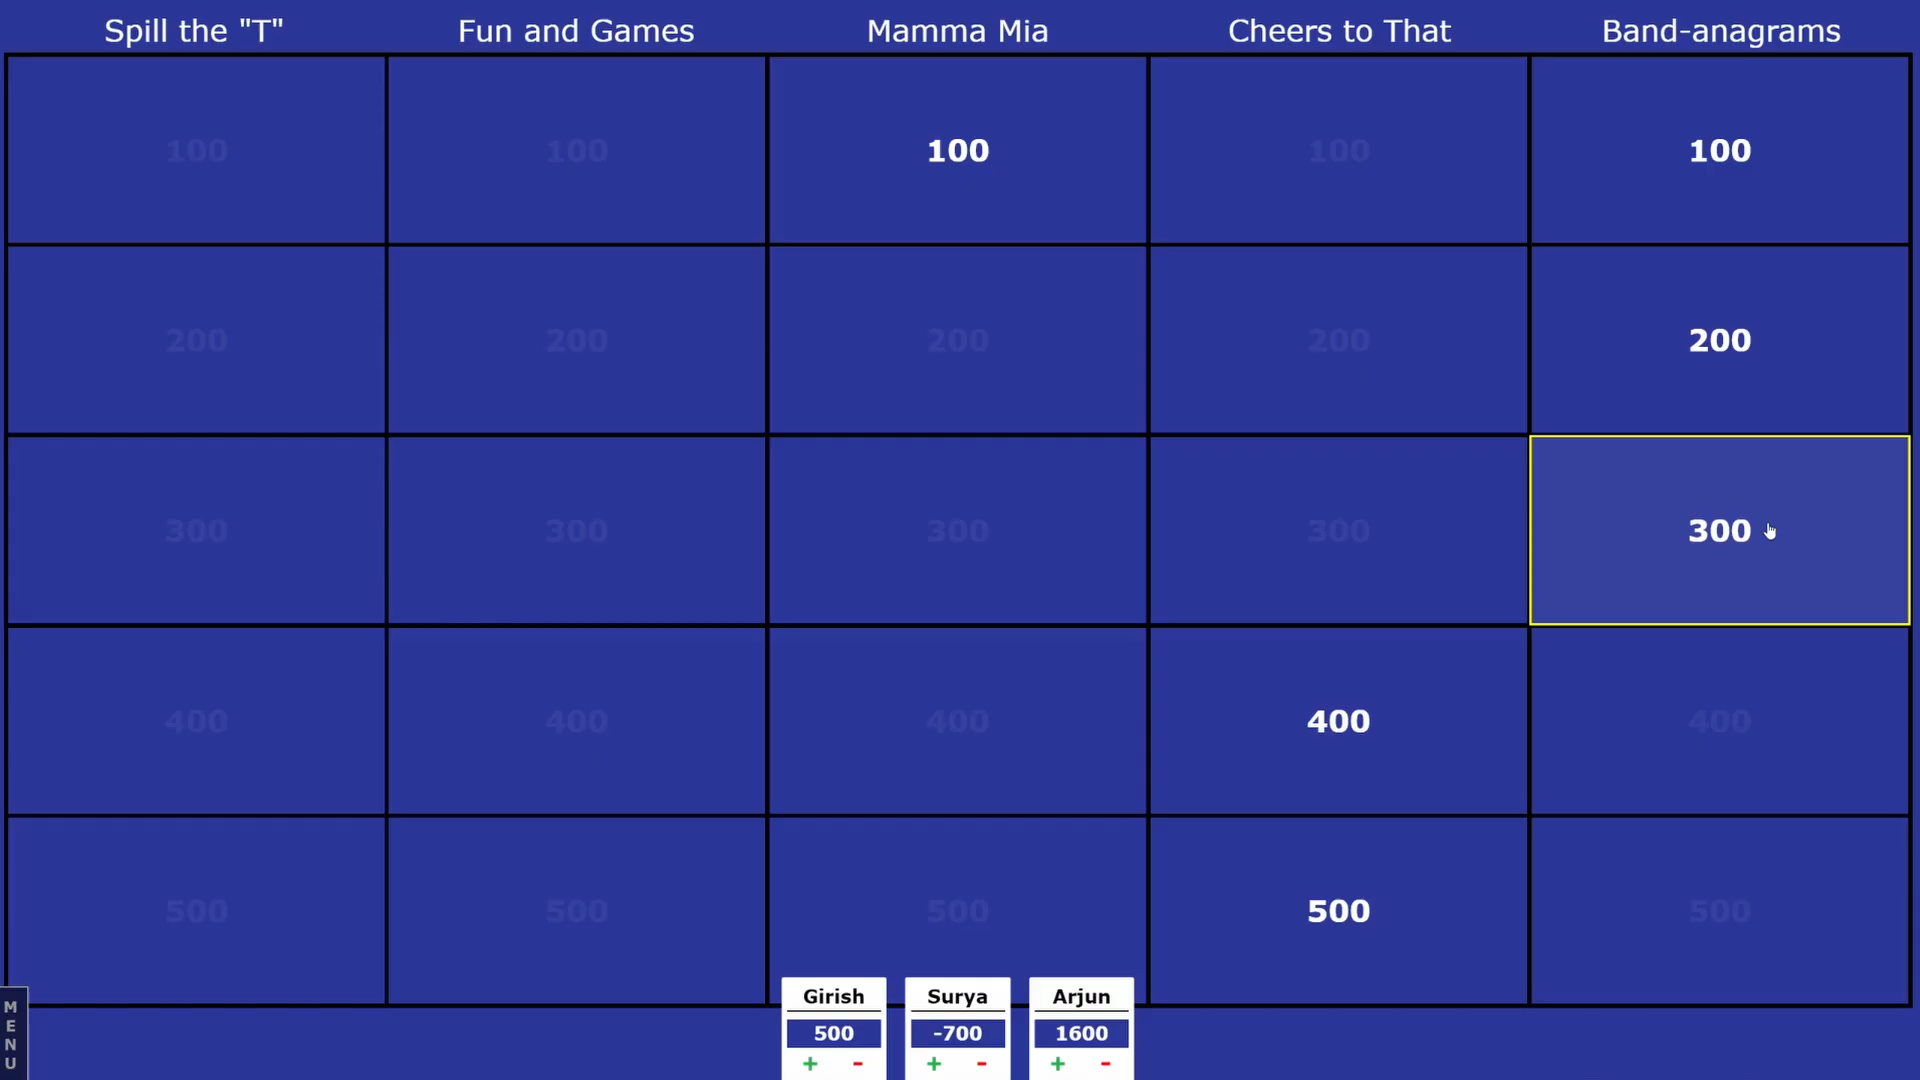 Spill the "T" Fun and Games Mamma Mia Cheers to That Band-anagrams
100 100 100 100 100
200 200 200 200 200
300 300 300 300 300
400 400 400 400 400
500 500 500 500 500
Girish Surya Arjun
500 -700 1600
+ - + - + -
MENU